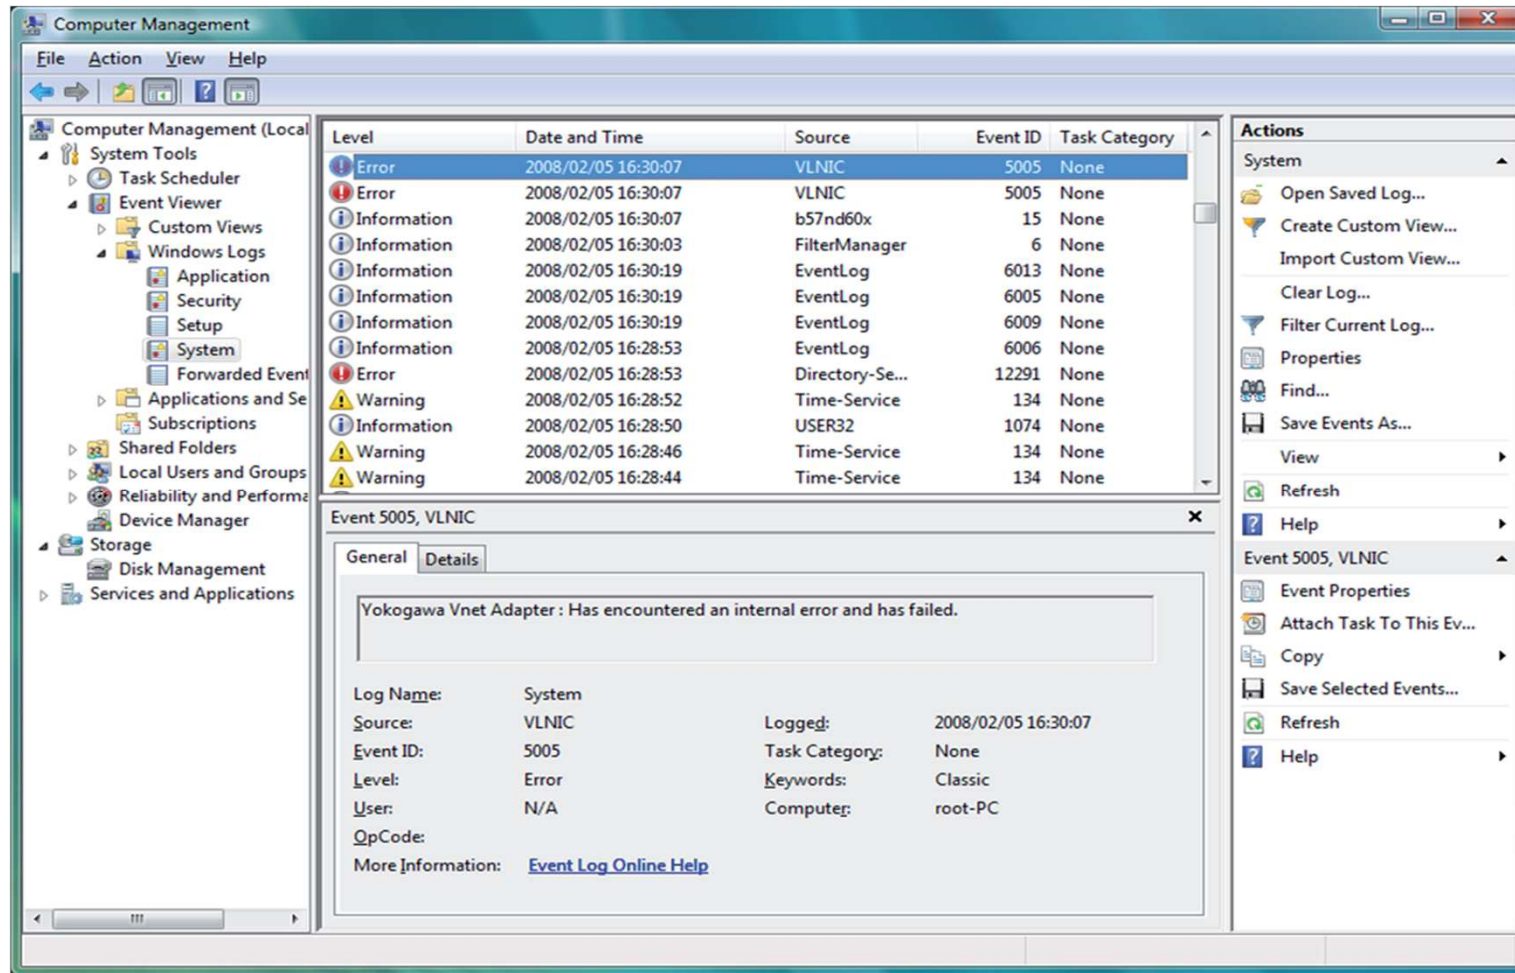 Computer Management
File Action View Help
Computer Management (Local
System Tools
Task Scheduler
Event Viewer
Custom Views
Windows Logs
Application
Security
Setup
System
Forwarded Event
Applications and Se
Subscriptions
Shared Folders
Local Users and Groups
Reliability and Performa
Device Manager
Storage
Disk Management
Services and Applications
Level Date and Time Source Event ID Task Category
Error 2008/02/05 16:30:07 VLNIC 5005 None
Error 2008/02/05 16:30:07 VLNIC 5005 None
Information 2008/02/05 16:30:07 b57nd60x 15 None
Information 2008/02/05 16:30:03 FilterManager 6 None
Information 2008/02/05 16:30:19 EventLog 6013 None
Information 2008/02/05 16:30:19 EventLog 6005 None
Information 2008/02/05 16:30:19 EventLog 6009 None
Information 2008/02/05 16:28:53 EventLog 6006 None
Error 2008/02/05 16:28:53 Directory-Se... 12291 None
Warning 2008/02/05 16:28:52 Time-Service 134 None
Information 2008/02/05 16:28:50 USER32 1074 None
Warning 2008/02/05 16:28:46 Time-Service 134 None
Warning 2008/02/05 16:28:44 Time-Service 134 None
Event 5005, VLNIC
General Details
Yokogawa Vnet Adapter : Has encountered an internal error and has failed.
Log Name: System
Source: VLNIC Logged: 2008/02/05 16:30:07
Event ID: 5005 Task Category: None
Level: Error Keywords: Classic
User: N/A Computer: root-PC
OpCode:
More Information: Event Log Online Help
Actions
System
Open Saved Log...
Create Custom View...
Import Custom View...
Clear Log...
Filter Current Log...
Properties
Find...
Save Events As...
View
Refresh
Help
Event 5005, VLNIC
Event Properties
Attach Task To This Ev...
Copy
Save Selected Events...
Refresh
Help